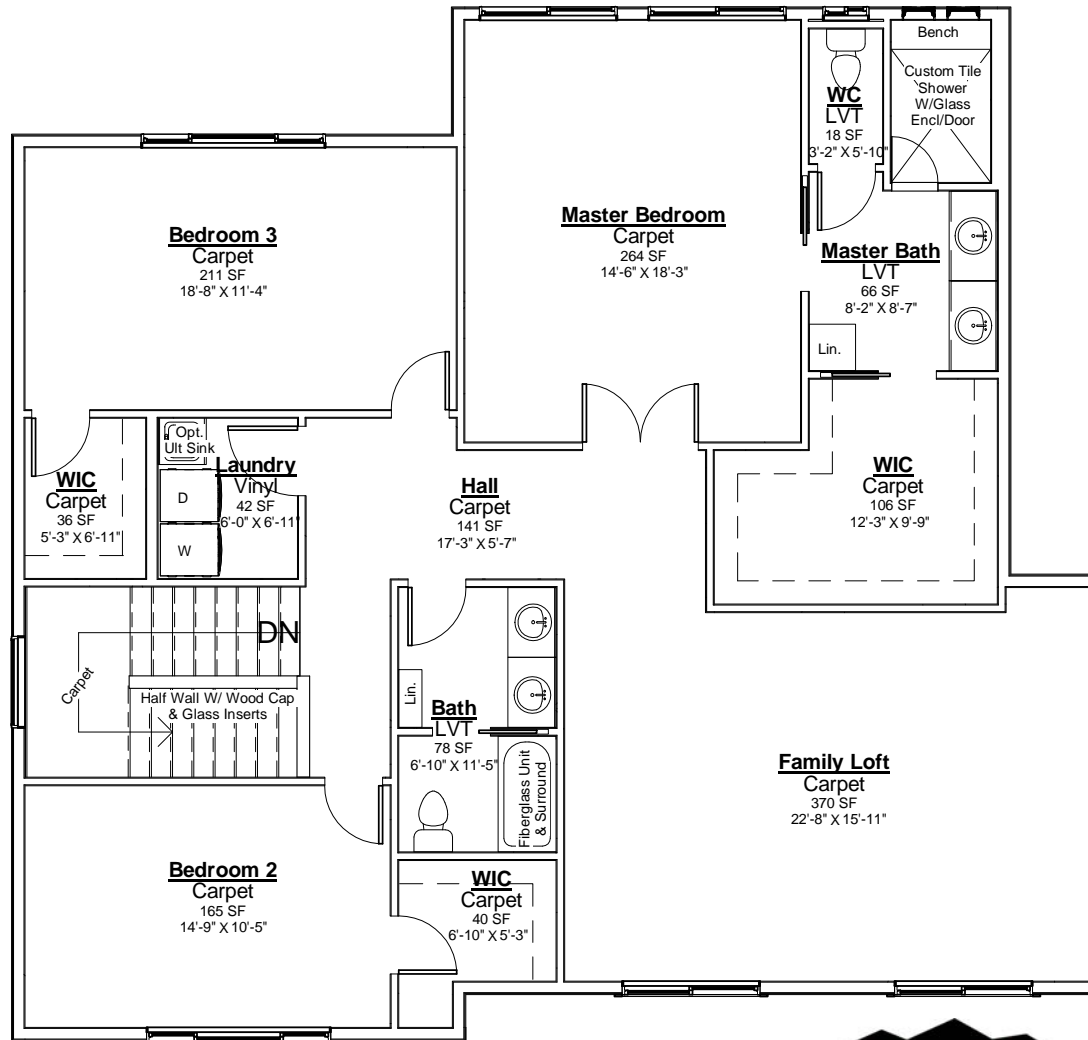 Bench
Custom Tile
Shower
W/Glass
Encl/Door
WC
LVT
18 SF
3'-2" X 5'-10"
Master Bedroom
Carpet
264 SF
14'-6" X 18'-3"
Bedroom 3
Carpet
211 SF
18'-8" X 11'-4"
Master Bath
LVT
66 SF
8'-2" X 8'-7"
Lin.
Opt.
Ult Sink
Laundry
Vinyl
42 SF
6'-0" X 6'-11"
D
W
WIC
Carpet
36 SF
5'-3" X 6'-11"
Hall
Carpet
141 SF
17'-3" X 5'-7"
WIC
Carpet
106 SF
12'-3" X 9'-9"
DN
Carpet
Half Wall W/ Wood Cap
& Glass Inserts
Lin.
Bath
LVT
78 SF
6'-10" X 11'-5"
Fiberglass Unit
& Surround
Family Loft
Carpet
370 SF
22'-8" X 15'-11"
Bedroom 2
Carpet
165 SF
14'-9" X 10'-5"
WIC
Carpet
40 SF
6'-10" X 5'-3"